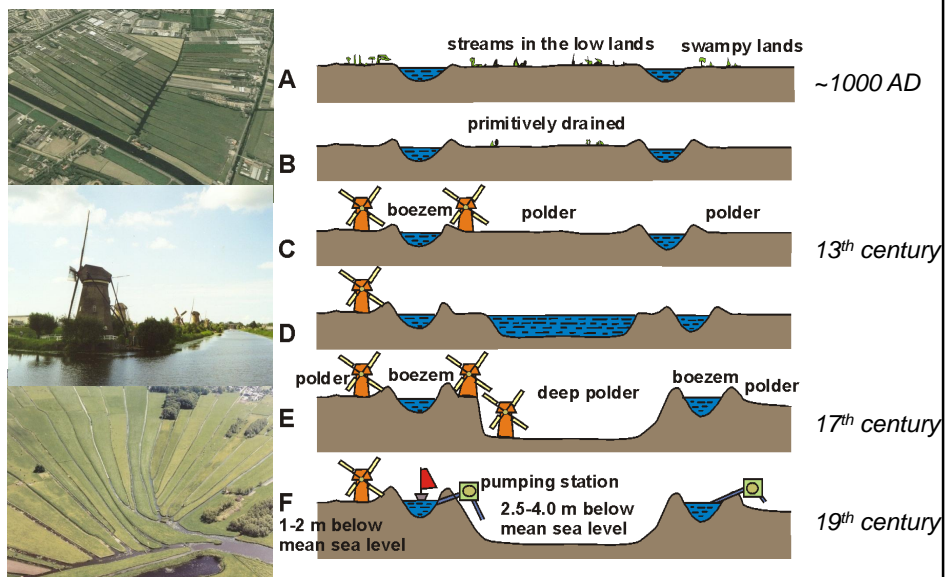 streams in the low lands
swampy lands
A
~1000 AD
primitively drained
B
boezem
polder
polder
C
13th century
D
polder
boezem
deep polder
boezem
polder
E
17th century
pumping station
F
2.5-4.0 m below
mean sea level
1-2 m below
mean sea level
19th century